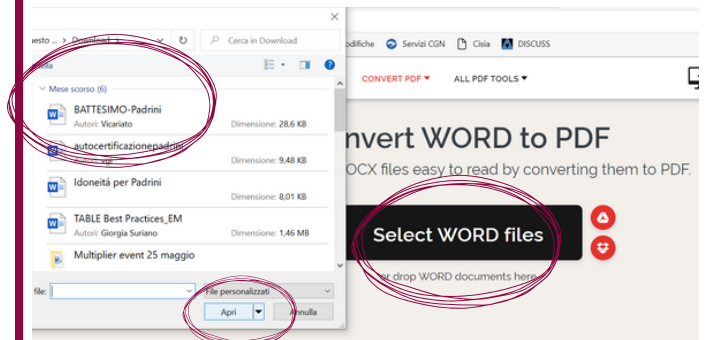 Download
Cerca in Download
Mese scorso (6)
BATTESIMO-Padrini
Autori: Vicariato
Dimensione: 28,6 KB
autocertificazionepadrini
Dimensione: 9,48 KB
Idoneitá per Padrini
Dimensione: 8,01 KB
TABLE Best Practices_EM
Autori: Giorgia Suriano
Dimensione: 1,46 MB
Multiplier event 25 maggio
file:
File personalizzati
Apri
Annulla
Servizi CGN
Cisia
DISCUSS
CONVERT PDF
ALL PDF TOOLS
nvert WORD to PDF
OCX files easy to read by converting them to PDF.
Select WORD files
or drop WORD documents here